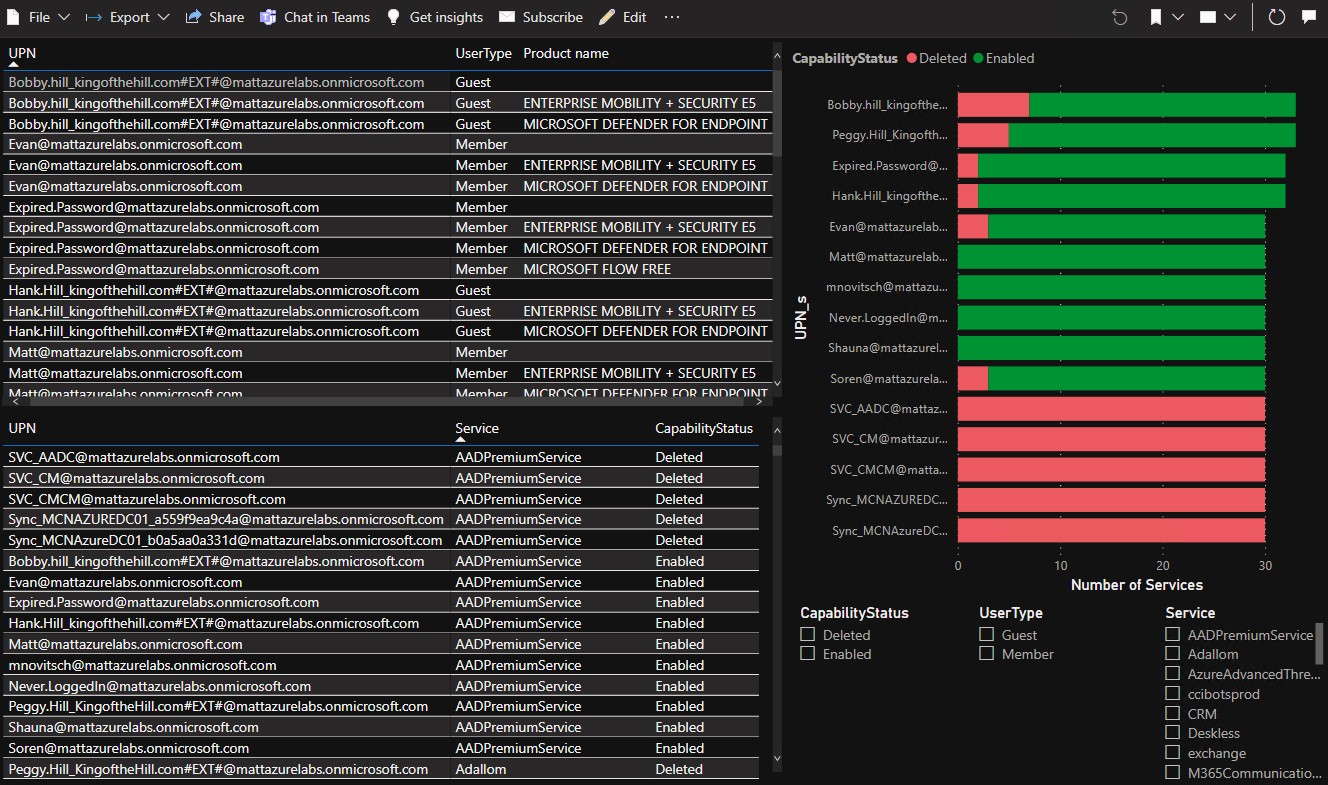 File Export Share Chat in Teams Get insights Subscribe Edit ...
UPN UserType Product name
Bobby.hill_kingofthehill.com#EXT#@mattazurelabs.onmicrosoft.com Guest
Bobby.hill_kingofthehill.com#EXT#@mattazurelabs.onmicrosoft.com Guest ENTERPRISE MOBILITY + SECURITY E5
Bobby.hill_kingofthehill.com#EXT#@mattazurelabs.onmicrosoft.com Guest MICROSOFT DEFENDER FOR ENDPOINT
Evan@mattazurelabs.onmicrosoft.com Member
Evan@mattazurelabs.onmicrosoft.com Member ENTERPRISE MOBILITY + SECURITY E5
Evan@mattazurelabs.onmicrosoft.com Member MICROSOFT DEFENDER FOR ENDPOINT
Expired.Password@mattazurelabs.onmicrosoft.com Member
Expired.Password@mattazurelabs.onmicrosoft.com Member ENTERPRISE MOBILITY + SECURITY E5
Expired.Password@mattazurelabs.onmicrosoft.com Member MICROSOFT DEFENDER FOR ENDPOINT
Expired.Password@mattazurelabs.onmicrosoft.com Member MICROSOFT FLOW FREE
Hank.Hill_kingofthehill.com#EXT#@mattazurelabs.onmicrosoft.com Guest
Hank.Hill_kingofthehill.com#EXT#@mattazurelabs.onmicrosoft.com Guest ENTERPRISE MOBILITY + SECURITY E5
Hank.Hill_kingofthehill.com#EXT#@mattazurelabs.onmicrosoft.com Guest MICROSOFT DEFENDER FOR ENDPOINT
Matt@mattazurelabs.onmicrosoft.com Member
Matt@mattazurelabs.onmicrosoft.com Member ENTERPRISE MOBILITY + SECURITY E5
Matt@mattazurelabs.onmicrosoft.com Member MICROSOFT DEFENDER FOR ENDPOINT
UPN Service CapabilityStatus
SVC_AADC@mattazurelabs.onmicrosoft.com AADPremiumService Deleted
SVC_CM@mattazurelabs.onmicrosoft.com AADPremiumService Deleted
SVC_CMCM@mattazurelabs.onmicrosoft.com AADPremiumService Deleted
Sync_MCNAZUREDC01_a559f9ea9c4a@mattazurelabs.onmicrosoft.com AADPremiumService Deleted
Sync_MCNAzureDC01_b0a5aa0a331d@mattazurelabs.onmicrosoft.com AADPremiumService Deleted
Bobby.hill_kingofthehill.com#EXT#@mattazurelabs.onmicrosoft.com AADPremiumService Enabled
Evan@mattazurelabs.onmicrosoft.com AADPremiumService Enabled
Expired.Password@mattazurelabs.onmicrosoft.com AADPremiumService Enabled
Hank.Hill_kingofthehill.com#EXT#@mattazurelabs.onmicrosoft.com AADPremiumService Enabled
Matt@mattazurelabs.onmicrosoft.com AADPremiumService Enabled
mnovitsch@mattazurelabs.onmicrosoft.com AADPremiumService Enabled
Never.LoggedIn@mattazurelabs.onmicrosoft.com AADPremiumService Enabled
Peggy.Hill_KingoftheHill.com#EXT#@mattazurelabs.onmicrosoft.com AADPremiumService Enabled
Shauna@mattazurelabs.onmicrosoft.com AADPremiumService Enabled
Soren@mattazurelabs.onmicrosoft.com AADPremiumService Enabled
Peggy.Hill_KingoftheHill.com#EXT#@mattazurelabs.onmicrosoft.com Adallom Deleted
CapabilityStatus Deleted Enabled
UPN_s
Bobby.hill_kingofthe...
Peggy.Hill_Kingofth...
Expired.Password@...
Hank.Hill_kingofthe...
Evan@mattazurelab...
Matt@mattazurelab...
mnovitsch@mattazu...
Never.LoggedIn@m...
Shauna@mattazurel...
Soren@mattazurela...
SVC_AADC@mattaz...
SVC_CM@mattazur...
SVC_CMCM@matta...
Sync_MCNAZUREDC...
Sync_MCNAzureDC...
0 10 20 30
Number of Services
CapabilityStatus
Deleted
Enabled
UserType
Guest
Member
Service
AADPremiumService
Adallom
AzureAdvancedThre...
ccibotsprod
CRM
Deskless
exchange
M365Communicatio...